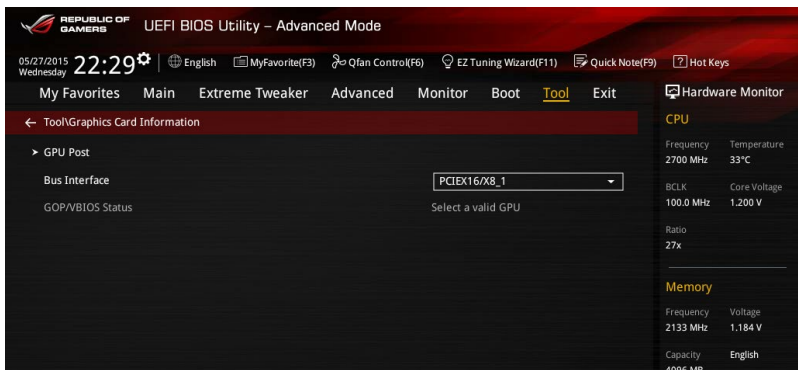 REPUBLIC OF
GAMERS
UEFI BIOS Utility – Advanced Mode
05/27/2015
Wednesday
22:29
English
MyFavorite(F3)
Qfan Control(F6)
EZ Tuning Wizard(F11)
Quick Note(F9)
? Hot Keys
My Favorites Main Extreme Tweaker Advanced Monitor Boot Tool Exit
Hardware Monitor
← Tool\Graphics Card Information
> GPU Post
Bus Interface PCIEX16/X8_1
GOP/VBIOS Status Select a valid GPU
CPU
Frequency Temperature
2700 MHz 33°C
BCLK Core Voltage
100.0 MHz 1.200 V
Ratio
27x
Memory
Frequency Voltage
2133 MHz 1.184 V
Capacity English
4096 MB